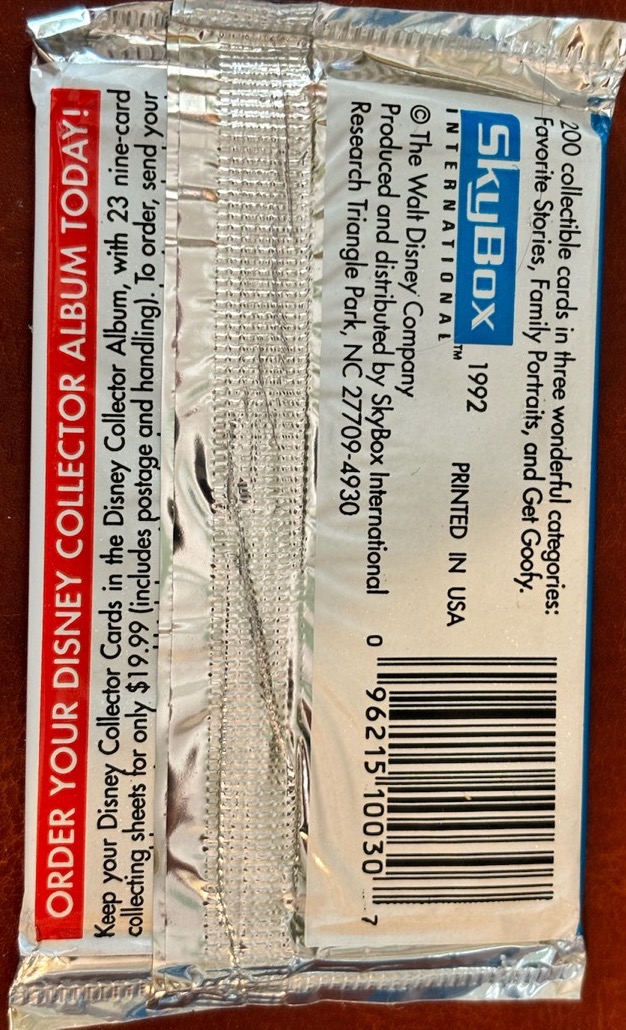 200 collectible cards in three wonderful categories:
Favorite Stories, Family Portraits, and Get Goofy.
SkyBox
INTERNATIONAL™ 1992 PRINTED IN USA
© The Walt Disney Company
Produced and distributed by SkyBox International
Research Triangle Park, NC 27709-4930
0 96215 10030 7
ORDER YOUR DISNEY COLLECTOR ALBUM TODAY!
Keep your Disney Collector Cards in the Disney Collector Album, with 23 nine-card
collecting sheets for only $19.99 (includes postage and handling). To order, send your